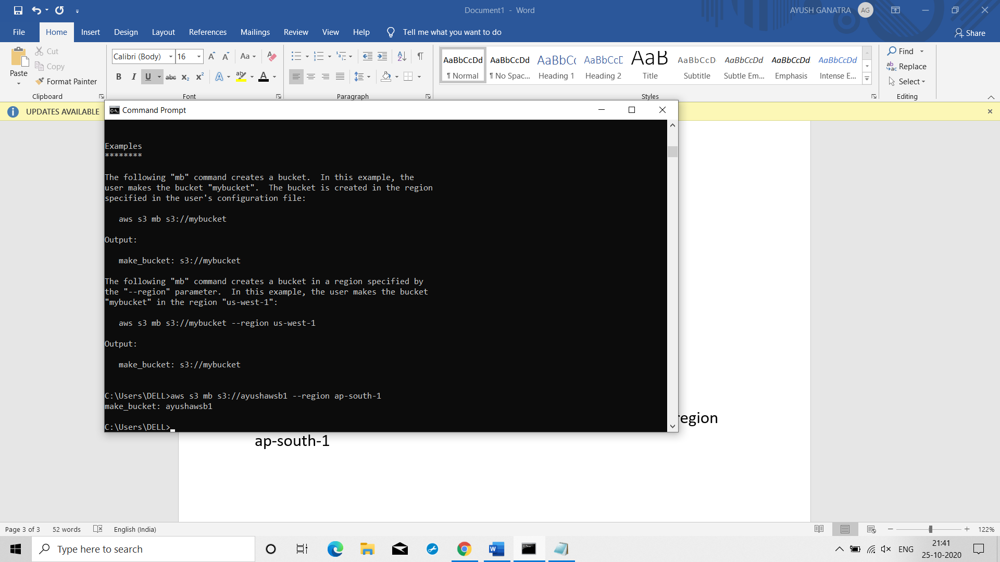 Document1 - Word
AYUSH GANATRA AG
File Home Insert Design Layout References Mailings Review View Help Tell me what you want to do Share
Paste
Cut
Copy
Format Painter
Clipboard
Calibri (Body) 16
Aa
B I U abc x₂ x²
A
Font
Paragraph
AaBbCcDd ¶ Normal
AaBbCcDd ¶ No Spac...
AaBbCc Heading 1
AaBbCcD Heading 2
AaB Title
AaBbCcD Subtitle
AaBbCcDd Subtle Em...
AaBbCcDd Emphasis
AaBbCcDd Intense E...
Styles
Find
Replace
Select
Editing
UPDATES AVAILABLE
Command Prompt
Examples
********
The following "mb" command creates a bucket.  In this example, the
user makes the bucket "mybucket".  The bucket is created in the region
specified in the user's configuration file:
aws s3 mb s3://mybucket
Output:
make_bucket: s3://mybucket
The following "mb" command creates a bucket in a region specified by
the "--region" parameter.  In this example, the user makes the bucket
"mybucket" in the region "us-west-1":
aws s3 mb s3://mybucket --region us-west-1
Output:
make_bucket: s3://mybucket
C:\Users\DELL>aws s3 mb s3://ayushawsb1 --region ap-south-1
make_bucket: ayushawsb1
C:\Users\DELL>
region
ap-south-1
Page 3 of 3 52 words English (India) 122%
Type here to search
ENG
21:41
25-10-2020